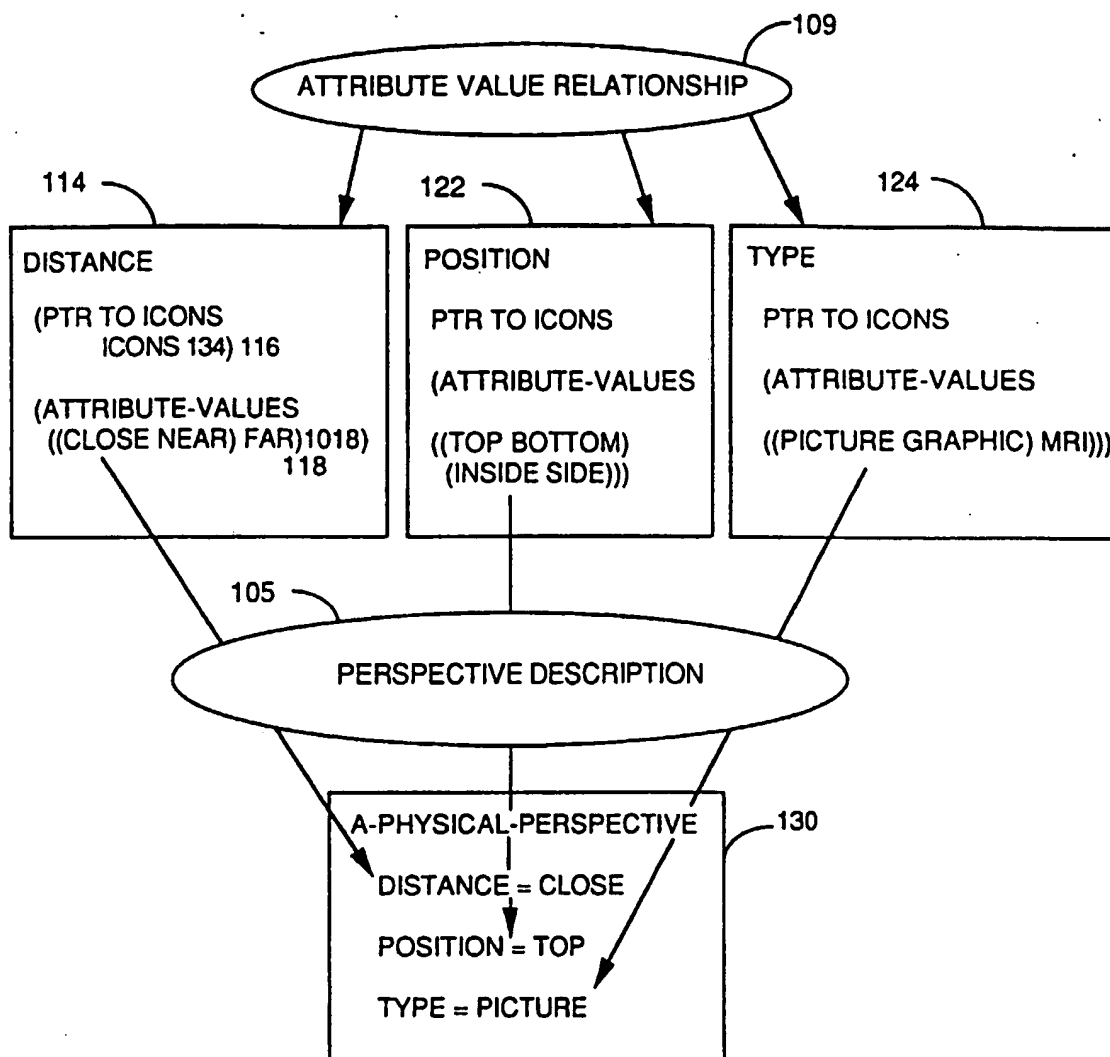 109
ATTRIBUTE VALUE RELATIONSHIP
114
122
124
DISTANCE
(PTR TO ICONS
ICONS 134) 116
(ATTRIBUTE-VALUES
((CLOSE NEAR) FAR)1018)
118
POSITION
PTR TO ICONS
(ATTRIBUTE-VALUES
((TOP BOTTOM)
(INSIDE SIDE)))
TYPE
PTR TO ICONS
(ATTRIBUTE-VALUES
((PICTURE GRAPHIC) MRI)))
105
PERSPECTIVE DESCRIPTION
A-PHYSICAL-PERSPECTIVE
130
DISTANCE = CLOSE
POSITION = TOP
TYPE = PICTURE